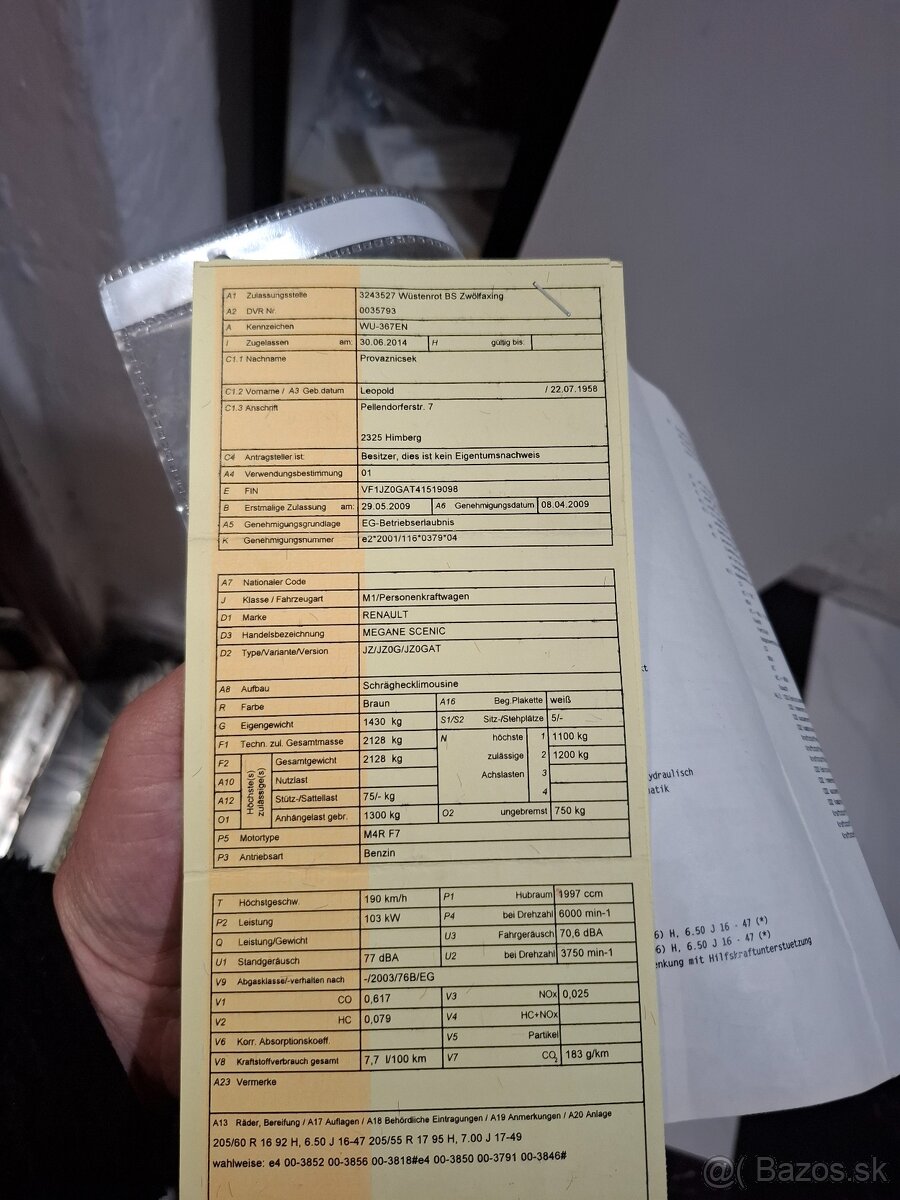 A1 Zulassungsstelle 3243527 Wüstenrot BS Zwölfaxing
A2 DVR Nr. 0035793
A Kennzeichen WU-367EN
I Zugelassen am: 30.06.2014 H gültig bis:
C1.1 Nachname Provaznicsek
C1.2 Vorname / A3 Geb.datum Leopold / 22.07.1958
C1.3 Anschrift Pellendorferstr. 7
2325 Himberg
C4 Antragsteller ist: Besitzer, dies ist kein Eigentumsnachweis
A4 Verwendungsbestimmung 01
E FIN VF1JZ0GAT41519098
B Erstmalige Zulassung am: 29.05.2009 A6 Genehmigungsdatum 08.04.2009
A5 Genehmigungsgrundlage EG-Betriebserlaubnis
K Genehmigungsnummer e2*2001/116*0379*04
A7 Nationaler Code
J Klasse / Fahrzeugart M1/Personenkraftwagen
D1 Marke RENAULT
D3 Handelsbezeichnung MEGANE SCENIC
D2 Type/Variante/Version JZ/JZ0G/JZ0GAT
A8 Aufbau Schräghecklimousine
R Farbe Braun A16 Beg.Plakette weiß
G Eigengewicht 1430 kg S1/S2 Sitz-/Stehplätze 5/-
F1 Techn. zul. Gesamtmasse 2128 kg N höchste 1 1100 kg
F2 Höchste(s) zulässige(s) Gesamtgewicht 2128 kg zulässige 2 1200 kg
A10 Nutzlast Achslasten 3
A12 Stütz-/Sattellast 75/- kg 4
O1 Anhängelast gebr. 1300 kg O2 ungebremst 750 kg
P5 Motortype M4R F7
P3 Antriebsart Benzin
T Höchstgeschw. 190 km/h P1 Hubraum 1997 ccm
P2 Leistung 103 kW P4 bei Drehzahl 6000 min-1
Q Leistung/Gewicht U3 Fahrgeräusch 70,6 dBA
U1 Standgeräusch 77 dBA U2 bei Drehzahl 3750 min-1
V9 Abgasklasse/-verhalten nach -/2003/76B/EG
V1 CO 0,617 V3 NOx 0,025
V2 HC 0,079 V4 HC+NOx
V6 Korr. Absorptionskoeff. V5 Partikel
V8 Kraftstoffverbrauch gesamt 7,7 l/100 km V7 CO2 183 g/km
A23 Vermerke
A13 Räder, Bereifung / A17 Auflagen / A18 Behördliche Eintragungen / A19 Anmerkungen / A20 Anlage
205/60 R 16 92 H, 6.50 J 16-47 205/55 R 17 95 H, 7.00 J 17-49
wahlweise: e4 00-3852 00-3856 00-3818#e4 00-3850 00-3791 00-3846#
ydraulisch
atik
6) H, 6.50 J 16 - 47 (*)
6) H, 6.50 J 16 - 47 (*)
enkung mit Hilfskraftunterstuetzung
@( Bazos.sk